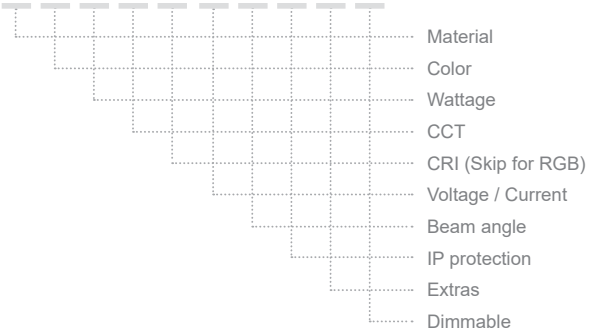 Material
Color
Wattage
CCT
CRI (Skip for RGB)
Voltage / Current
Beam angle
IP protection
Extras
Dimmable